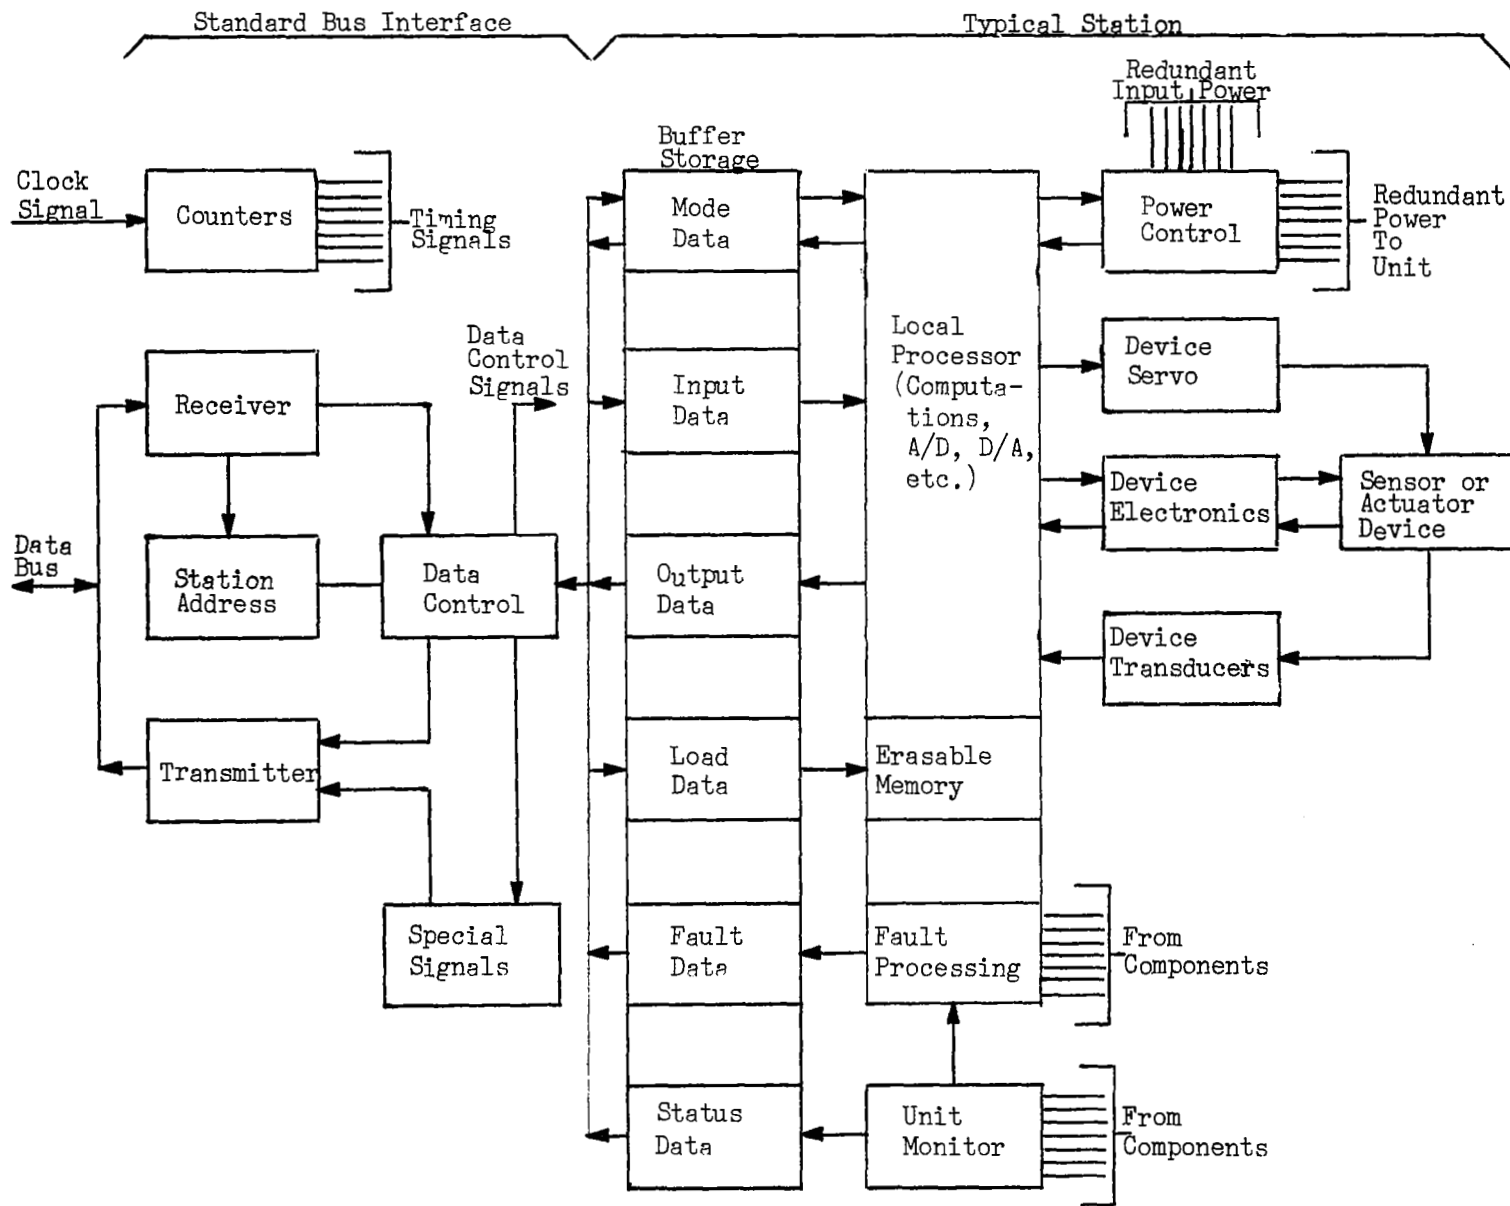 Standard Bus Interface
Typical Station
Redundant
Input Power
Buffer
Storage
Clock
Signal
Counters
Timing
Signals
Mode
Data
Power
Control
Redundant
Power
To
Unit
Data
Control
Signals
Receiver
Input
Data
Local
Processor
(Computa-
tions,
A/D, D/A,
etc.)
Device
Servo
Device
Electronics
Sensor or
Actuator
Device
Data
Bus
Station
Address
Data
Control
Output
Data
Device
Transducers
Transmitter
Load
Data
Erasable
Memory
Special
Signals
Fault
Data
Fault
Processing
From
Components
Status
Data
Unit
Monitor
From
Components